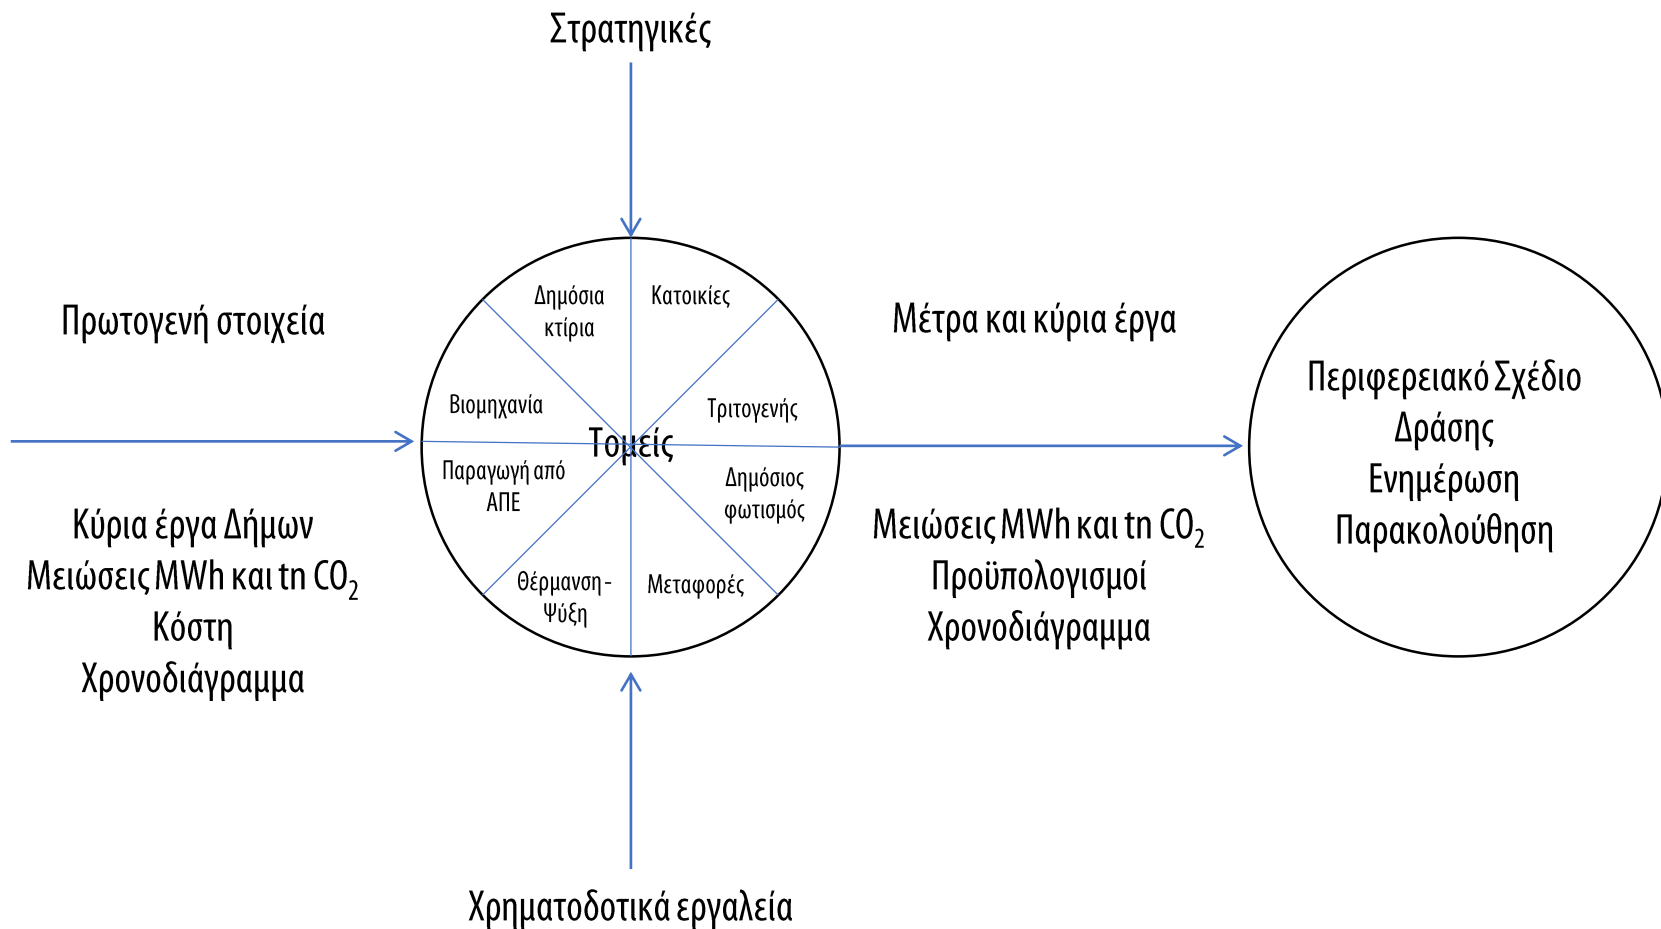 Στρατηγικές
Πρωτογενή στοιχεία
Κύρια έργα Δήμων
Μειώσεις MWh και tn CO₂
Κόστη
Χρονοδιάγραμμα
Δημόσια
κτίρια
Κατοικίες
Βιομηχανία
Τριτογενής
Τομείς
Παραγωγή από
ΑΠΕ
Δημόσιος
φωτισμός
Θέρμανση-
Ψύξη
Μεταφορές
Μέτρα και κύρια έργα
Μειώσεις MWh και tn CO₂
Προϋπολογισμοί
Χρονοδιάγραμμα
Περιφερειακό Σχέδιο
Δράσης
Ενημέρωση
Παρακολούθηση
Χρηματοδοτικά εργαλεία